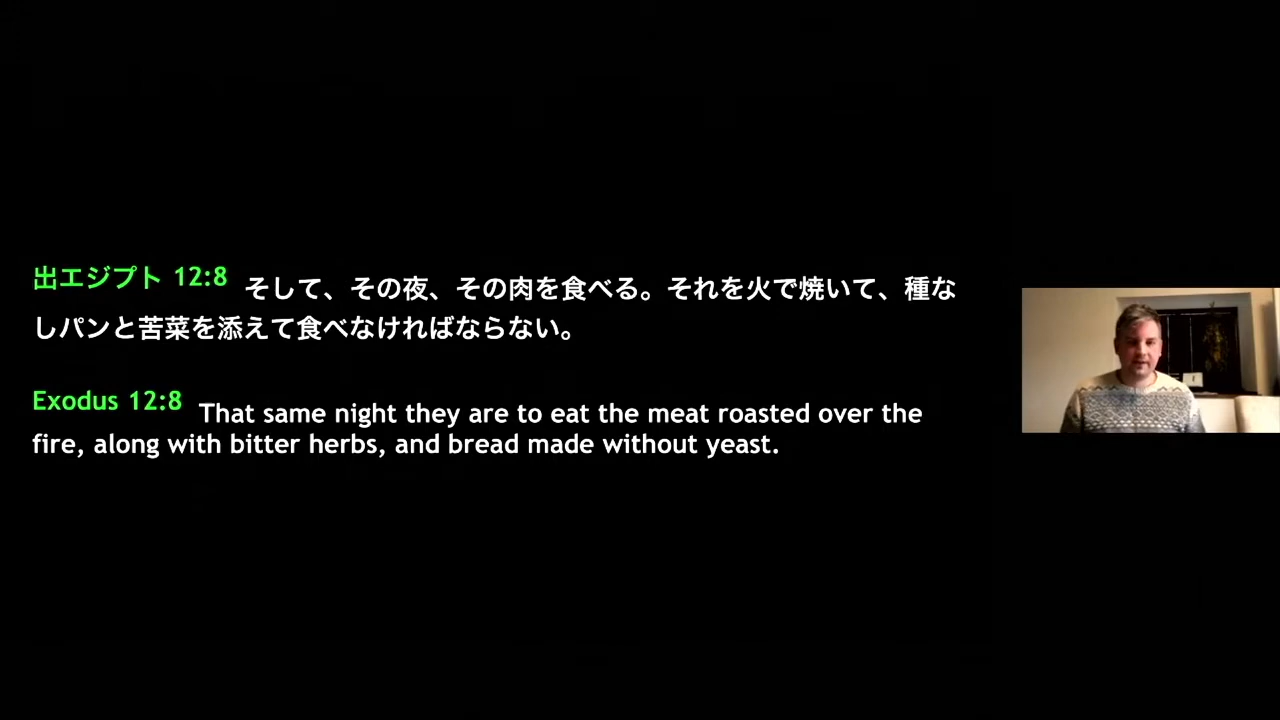 出エジプト 12:8 そして、その夜、その肉を食べる。それを火で焼いて、種な
しパンと苦菜を添えて食べなければならない。
Exodus 12:8 That same night they are to eat the meat roasted over the
fire, along with bitter herbs, and bread made without yeast.